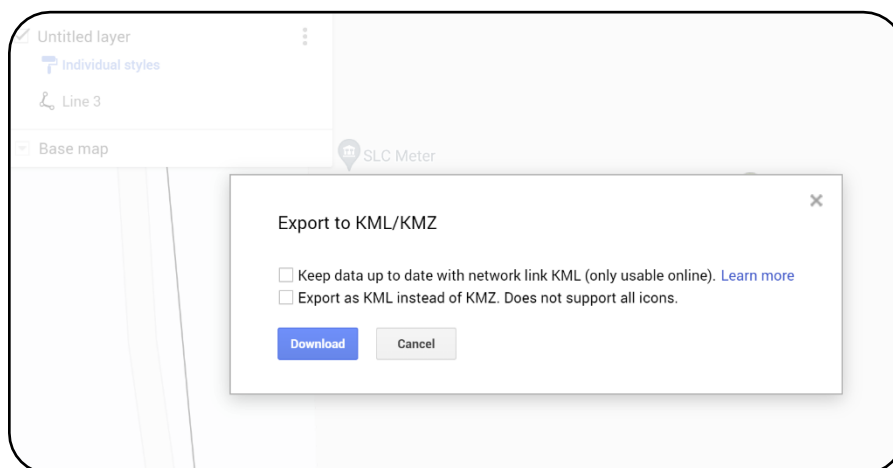 Untitled layer
Individual styles
Line 3
Base map
SLC Meter
Export to KML/KMZ
Keep data up to date with network link KML (only usable online). Learn more
Export as KML instead of KMZ. Does not support all icons.
Download Cancel